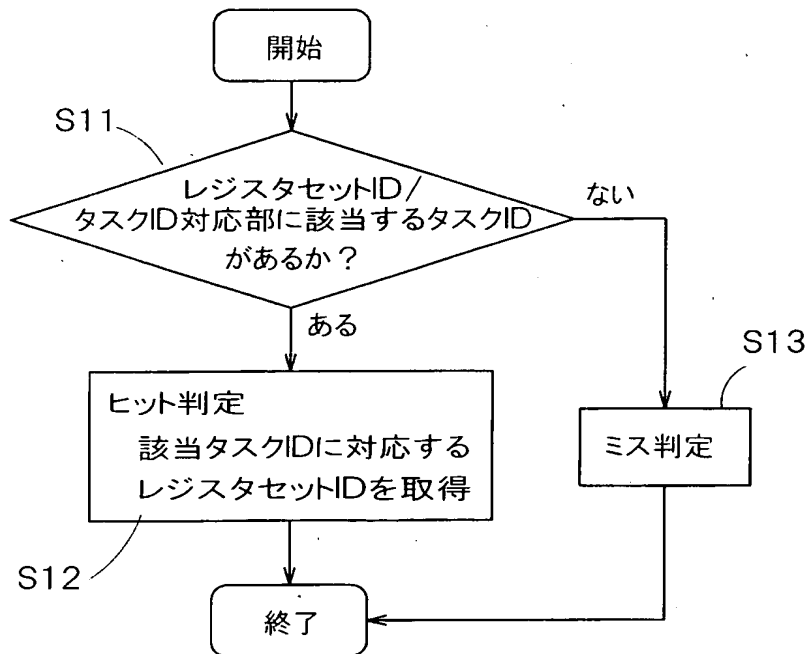 開始
S11
レジスタセットID/
タスクID対応部に該当するタスクID
があるか?
ない
ある
S13
ヒット判定
該当タスクIDに対応する
レジスタセットIDを取得
ミス判定
S12
終了